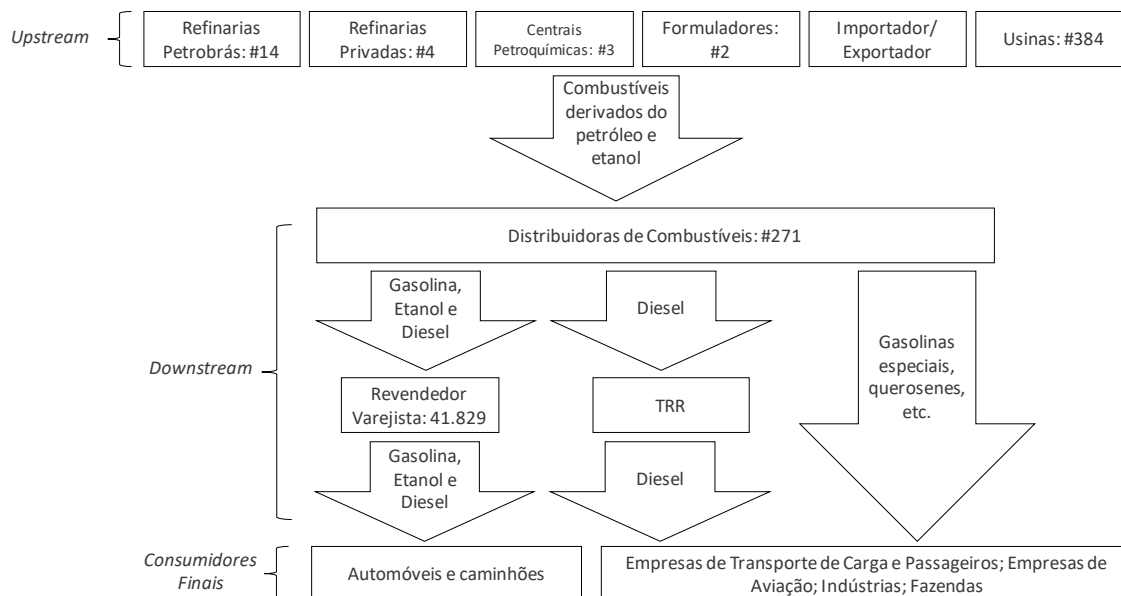 Upstream
Refinarias
Petrobrás: #14
Refinarias
Privadas: #4
Centrais
Petroquímicas: #3
Formuladores:
#2
Importador/
Exportador
Usinas: #384
Combustíveis
derivados do
petróleo e
etanol
Distribuidoras de Combustíveis: #271
Downstream
Gasolina,
Etanol e
Diesel
Diesel
Gasolinas
especiais,
querosenes,
etc.
Revendedor
Varejista: 41.829
TRR
Gasolina,
Etanol e
Diesel
Diesel
Consumidores
Finais
Automóveis e caminhões
Empresas de Transporte de Carga e Passageiros; Empresas de
Aviação; Indústrias; Fazendas